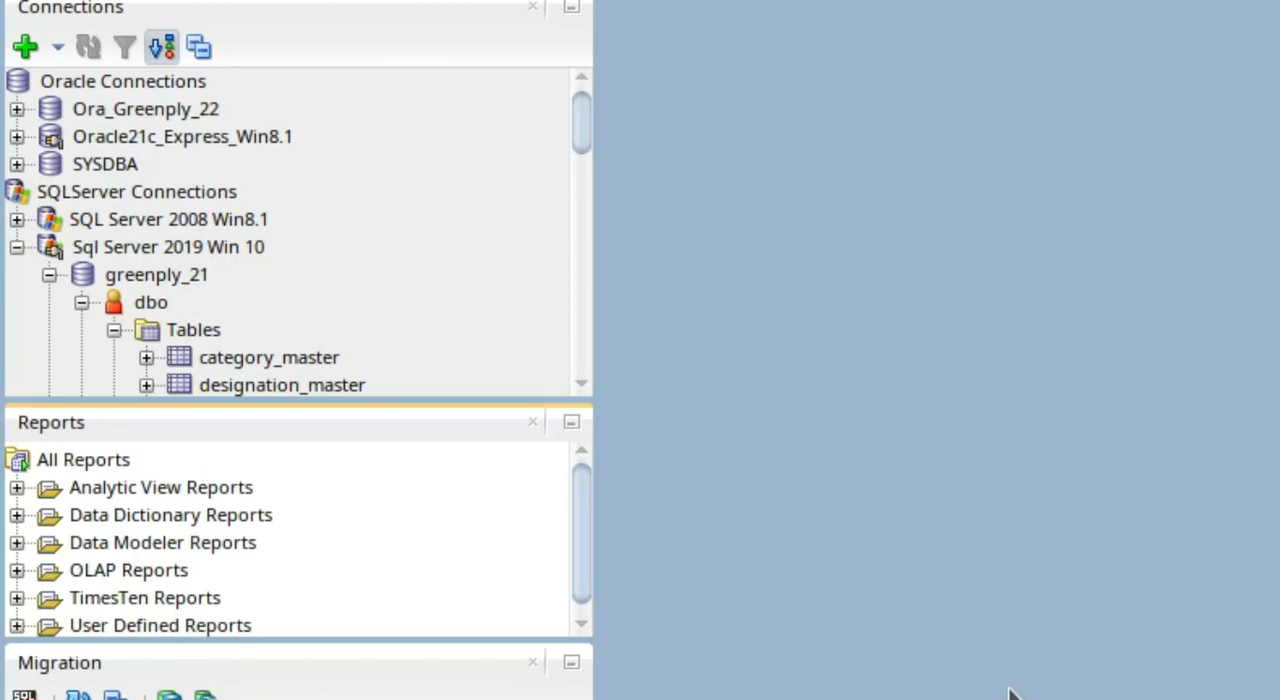 Connections
Oracle Connections
Ora_Greenply_22
Oracle21c_Express_Win8.1
SYSDBA
SQLServer Connections
SQL Server 2008 Win8.1
Sql Server 2019 Win 10
greenply_21
dbo
Tables
category_master
designation_master
Reports
All Reports
Analytic View Reports
Data Dictionary Reports
Data Modeler Reports
OLAP Reports
TimesTen Reports
User Defined Reports
Migration
SQL